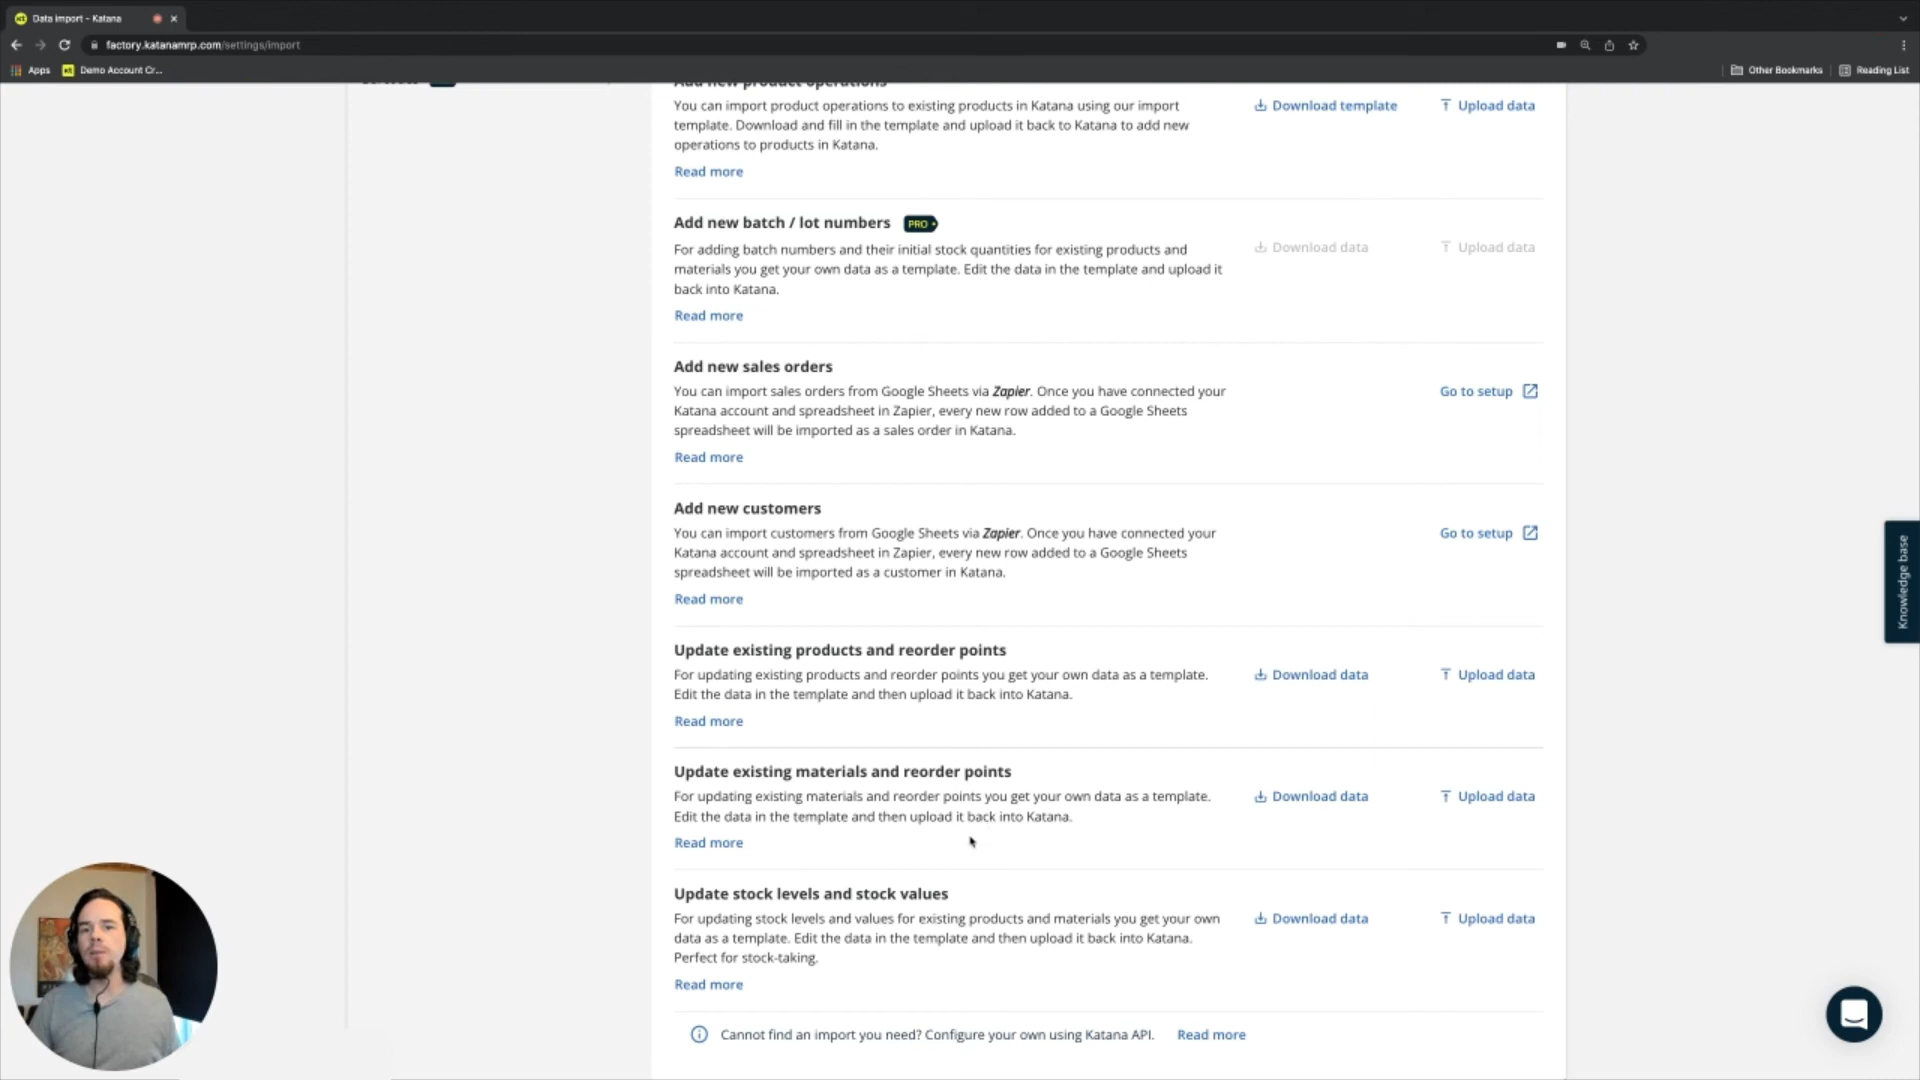 Data import – Katana
factory.katanamrp.com/settings/import
Apps
Demo Account Cr...
Other Bookmarks
Reading List
Add new product operations
You can import product operations to existing products in Katana using our import
template. Download and fill in the template and upload it back to Katana to add new
operations to products in Katana.
Download template
Upload data
Read more
Add new batch / lot numbers
PRO
For adding batch numbers and their initial stock quantities for existing products and
materials you get your own data as a template. Edit the data in the template and upload it
back into Katana.
Download data
Upload data
Read more
Add new sales orders
You can import sales orders from Google Sheets via Zapier. Once you have connected your
Katana account and spreadsheet in Zapier, every new row added to a Google Sheets
spreadsheet will be imported as a sales order in Katana.
Go to setup
Read more
Add new customers
You can import customers from Google Sheets via Zapier. Once you have connected your
Katana account and spreadsheet in Zapier, every new row added to a Google Sheets
spreadsheet will be imported as a customer in Katana.
Go to setup
Read more
Update existing products and reorder points
For updating existing products and reorder points you get your own data as a template.
Edit the data in the template and then upload it back into Katana.
Download data
Upload data
Read more
Update existing materials and reorder points
For updating existing materials and reorder points you get your own data as a template.
Edit the data in the template and then upload it back into Katana.
Download data
Upload data
Read more
Update stock levels and stock values
For updating stock levels and values for existing products and materials you get your own
data as a template. Edit the data in the template and then upload it back into Katana.
Perfect for stock-taking.
Download data
Upload data
Read more
Cannot find an import you need? Configure your own using Katana API.
Read more
Knowledge base